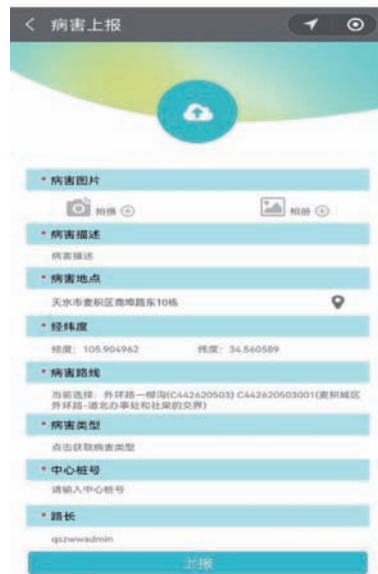 病害上报
* 病害图片
拍摄
相册
* 病害描述
病害描述
* 病害地点
天水市麦积区商埠路东10栋
* 经纬度
经度: 105.904962 纬度: 34.560589
* 病害路线
当前选择: 外环路-柳沟(C442620503) C442620503001(麦积城区
外环路-道北办事处和社棠的交界)
* 病害类型
点击获取病害类型
* 中心桩号
请输入中心桩号
* 路长
qszwwadmin
上报